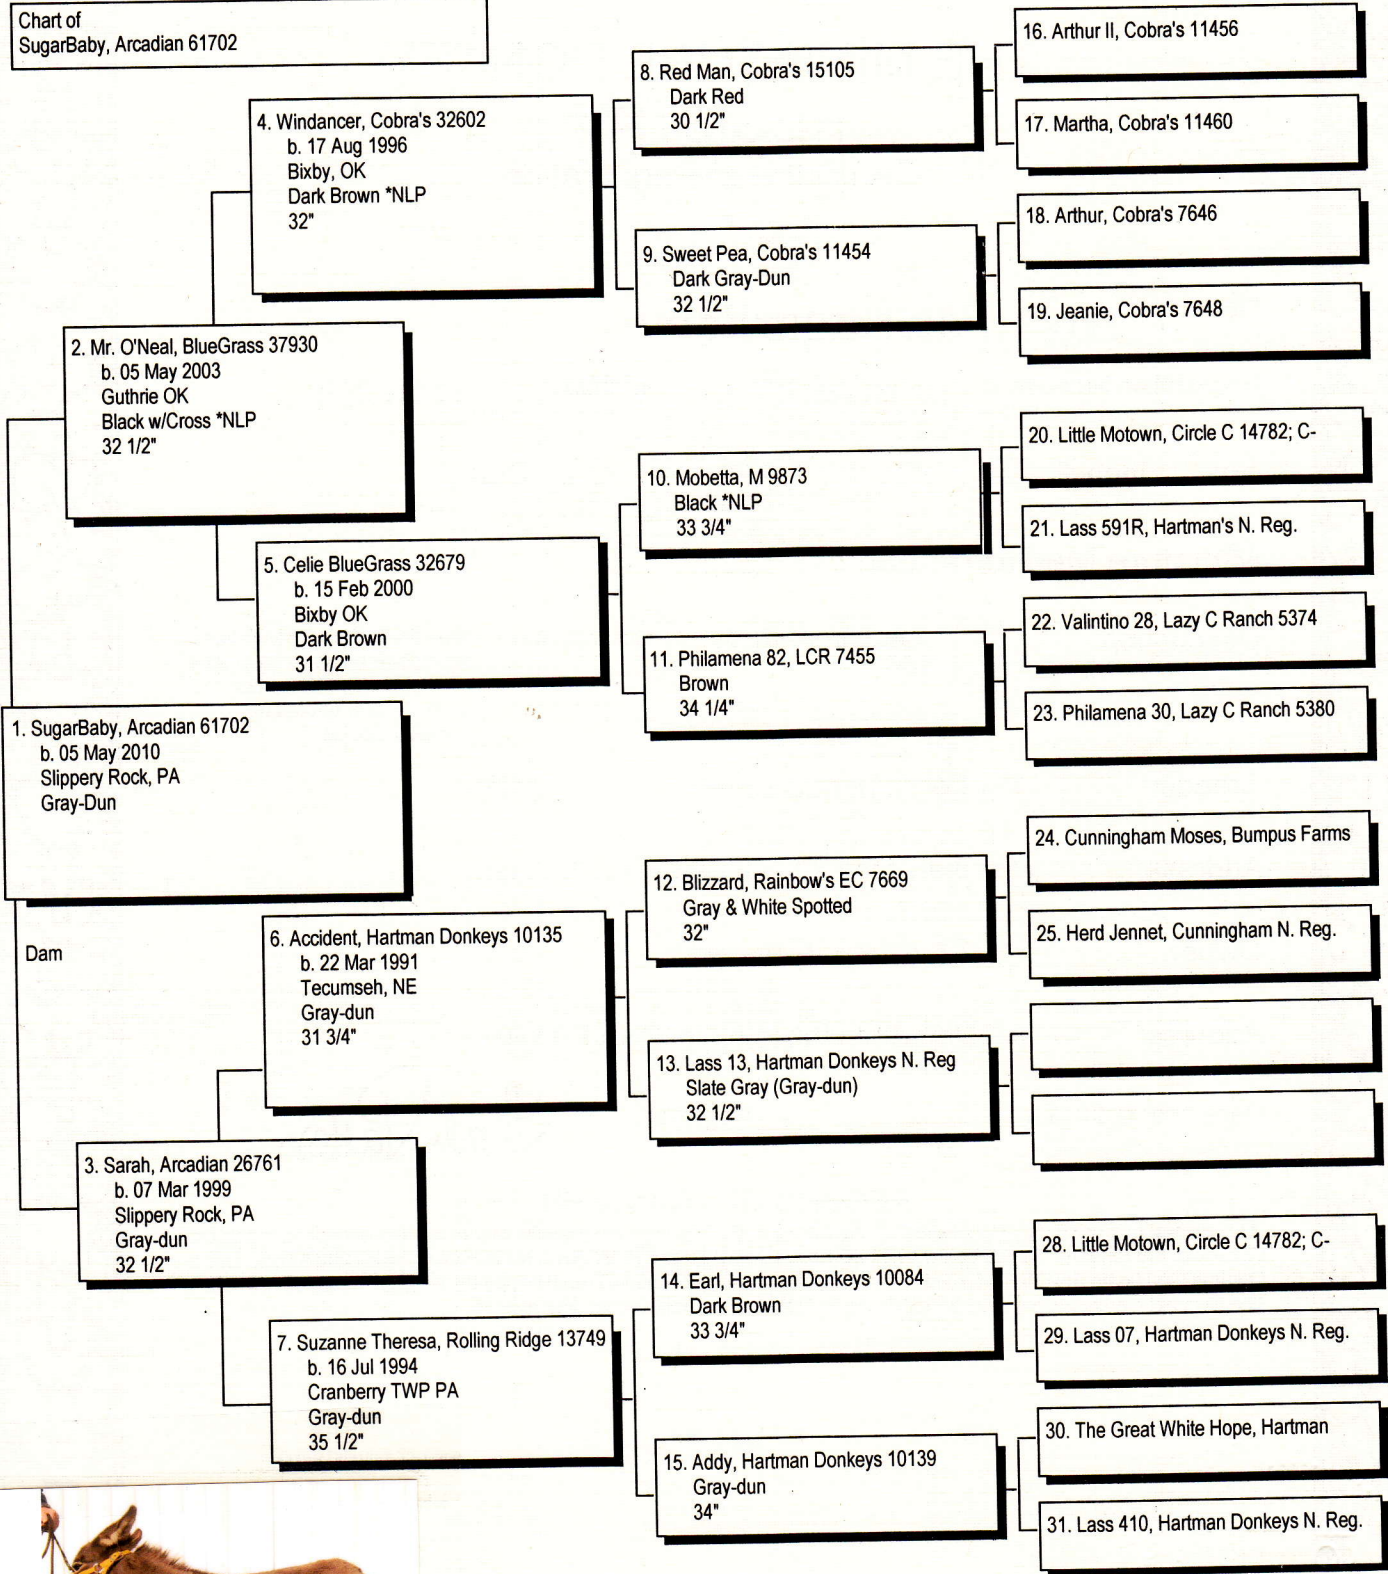 Chart of
SugarBaby, Arcadian 61702
1. SugarBaby, Arcadian 61702
b. 05 May 2010
Slippery Rock, PA
Gray-Dun
Dam
2. Mr. O'Neal, BlueGrass 37930
b. 05 May 2003
Guthrie OK
Black w/Cross *NLP
32 1/2"
3. Sarah, Arcadian 26761
b. 07 Mar 1999
Slippery Rock, PA
Gray-dun
32 1/2"
4. Windancer, Cobra's 32602
b. 17 Aug 1996
Bixby, OK
Dark Brown *NLP
32"
5. Celie BlueGrass 32679
b. 15 Feb 2000
Bixby OK
Dark Brown
31 1/2"
6. Accident, Hartman Donkeys 10135
b. 22 Mar 1991
Tecumseh, NE
Gray-dun
31 3/4"
7. Suzanne Theresa, Rolling Ridge 13749
b. 16 Jul 1994
Cranberry TWP PA
Gray-dun
35 1/2"
8. Red Man, Cobra's 15105
Dark Red
30 1/2"
9. Sweet Pea, Cobra's 11454
Dark Gray-Dun
32 1/2"
10. Mobetta, M 9873
Black *NLP
33 3/4"
11. Philamena 82, LCR 7455
Brown
34 1/4"
12. Blizzard, Rainbow's EC 7669
Gray & White Spotted
32"
13. Lass 13, Hartman Donkeys N. Reg
Slate Gray (Gray-dun)
32 1/2"
14. Earl, Hartman Donkeys 10084
Dark Brown
33 3/4"
15. Addy, Hartman Donkeys 10139
Gray-dun
34"
16. Arthur II, Cobra's 11456
17. Martha, Cobra's 11460
18. Arthur, Cobra's 7646
19. Jeanie, Cobra's 7648
20. Little Motown, Circle C 14782; C-
21. Lass 591R, Hartman's N. Reg.
22. Valintino 28, Lazy C Ranch 5374
23. Philamena 30, Lazy C Ranch 5380
24. Cunningham Moses, Bumpus Farms
25. Herd Jennet, Cunningham N. Reg.
28. Little Motown, Circle C 14782; C-
29. Lass 07, Hartman Donkeys N. Reg.
30. The Great White Hope, Hartman
31. Lass 410, Hartman Donkeys N. Reg.